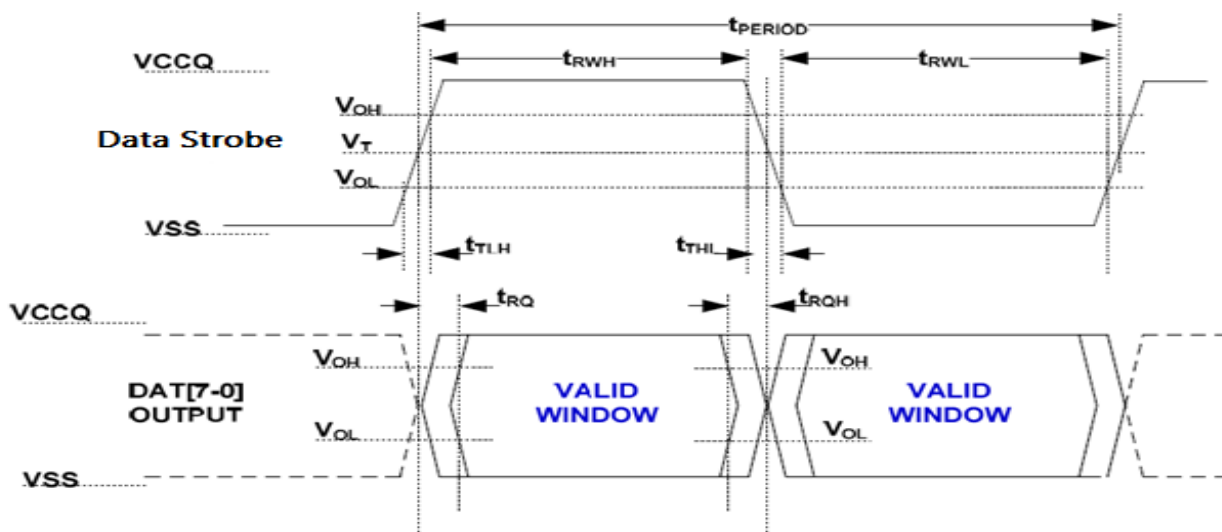 tPERIOD
VCCQ
tRWH
tRWL
VOH
Data Strobe
VT
VOL
VSS
tTLH
tTHL
tRQ
tRQH
VCCQ
VOH
VOH
DAT[7-0]
OUTPUT
VALID
WINDOW
VALID
WINDOW
VOL
VOL
VSS